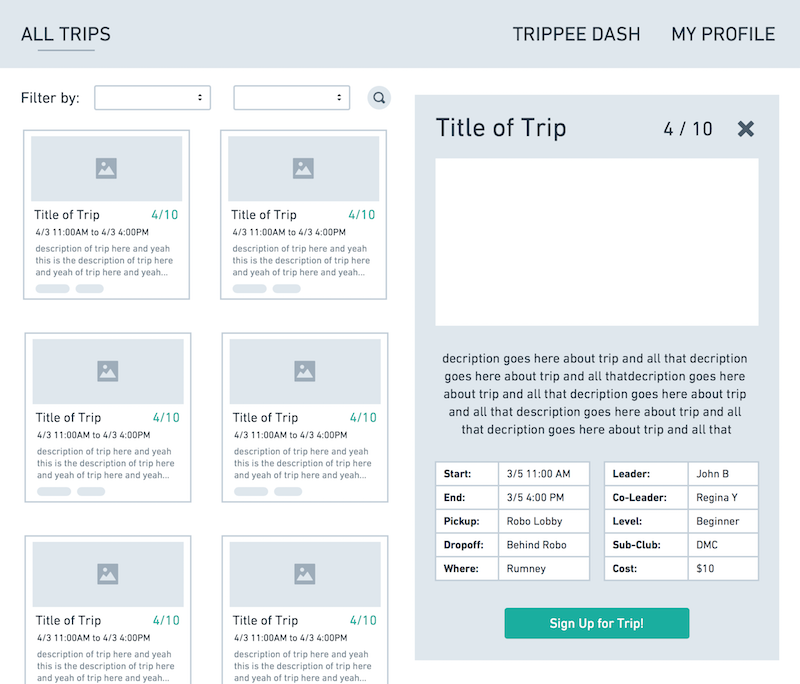 ALL TRIPS
TRIPPEE DASH
MY PROFILE
Filter by:
Title of Trip 4/10
4/3 11:00AM to 4/3 4:00PM
description of trip here and yeah
this is the description of trip here
and yeah of trip here and yeah...
Title of Trip 4/10
4/3 11:00AM to 4/3 4:00PM
description of trip here and yeah
this is the description of trip here
and yeah of trip here and yeah...
Title of Trip 4/10
4/3 11:00AM to 4/3 4:00PM
description of trip here and yeah
this is the description of trip here
and yeah of trip here and yeah...
Title of Trip 4/10
4/3 11:00AM to 4/3 4:00PM
description of trip here and yeah
this is the description of trip here
and yeah of trip here and yeah...
Title of Trip 4/10
4/3 11:00AM to 4/3 4:00PM
description of trip here and yeah
this is the description of trip here
and yeah of trip here and yeah...
Title of Trip 4/10
4/3 11:00AM to 4/3 4:00PM
description of trip here and yeah
this is the description of trip here
and yeah of trip here and yeah...
Title of Trip 4 / 10
decription goes here about trip and all that decription
goes here about trip and all thatdecription goes here
about trip and all that decription goes here about trip
and all that description goes here about trip and all
that decription goes here about trip and all that
Start: 3/5 11:00 AM
End: 3/5 4:00 PM
Pickup: Robo Lobby
Dropoff: Behind Robo
Where: Rumney
Leader: John B
Co-Leader: Regina Y
Level: Beginner
Sub-Club: DMC
Cost: $10
Sign Up for Trip!